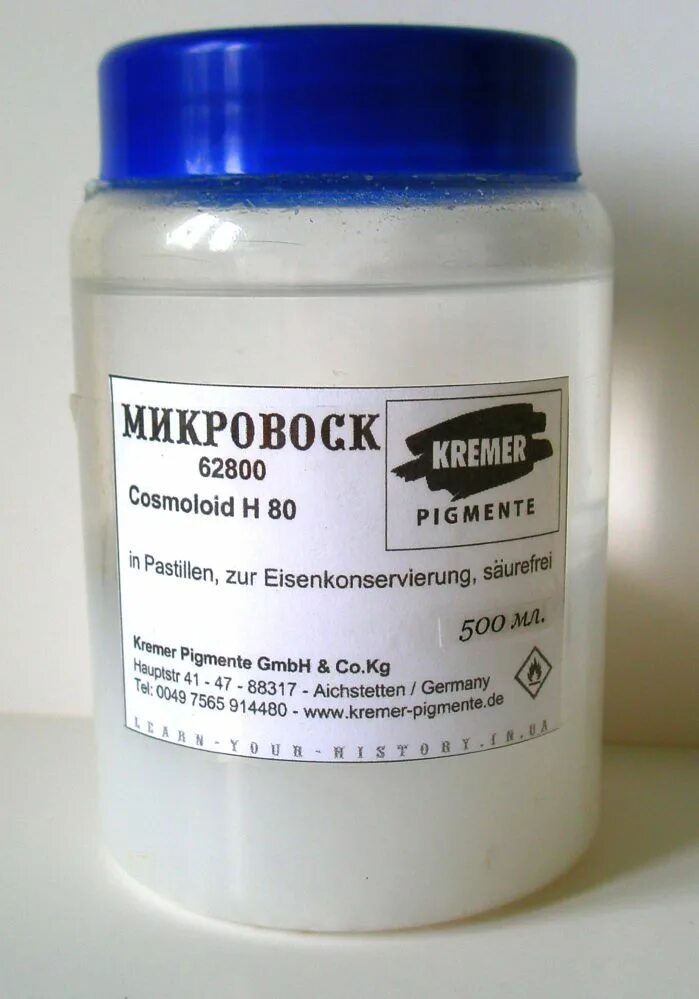 МИКРОВОСК
62800
Cosmoloid H 80
KREMER
PIGMENTE
in Pastillen, zur Eisenkonservierung, säurefrei
500 мл.
Kremer Pigmente GmbH & Co.Kg
Hauptstr 41 - 47 - 88317 - Aichstetten / Germany
Tel: 0049 7565 914480 - www.kremer-pigmente.de
LEARN-YOUR-HISTORY.IN.UA